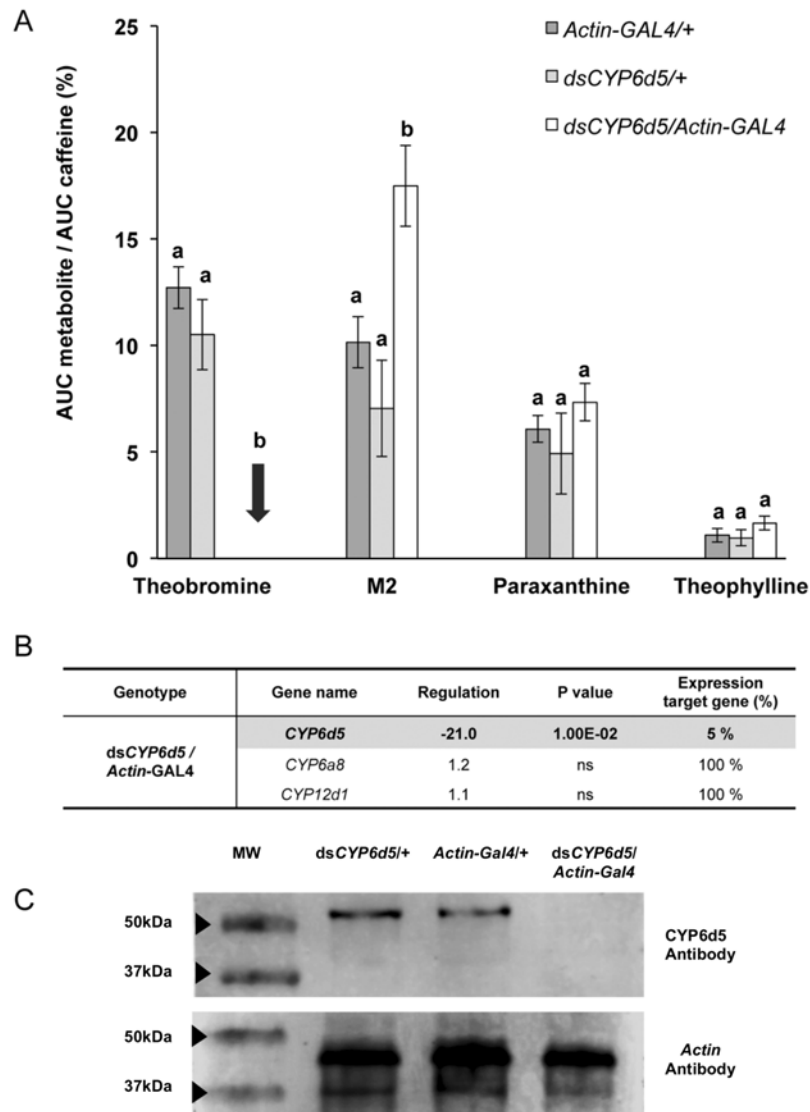 A
25
20
15
10
5
0
AUC metabolite / AUC caffeine (%)
Actin-GAL4/+
dsCYP6d5/+
dsCYP6d5/Actin-GAL4
a
a
b
a
a
b
a
a
a
a
a
a
Theobromine M2 Paraxanthine Theophylline
B
Genotype Gene name Regulation P value Expression target gene (%)
dsCYP6d5 / Actin-GAL4
CYP6d5 -21.0 1.00E-02 5 %
CYP6a8 1.2 ns 100 %
CYP12d1 1.1 ns 100 %
C
MW dsCYP6d5/+ Actin-Gal4/+ dsCYP6d5/ Actin-Gal4
50kDa
37kDa
CYP6d5
Antibody
50kDa
37kDa
Actin
Antibody